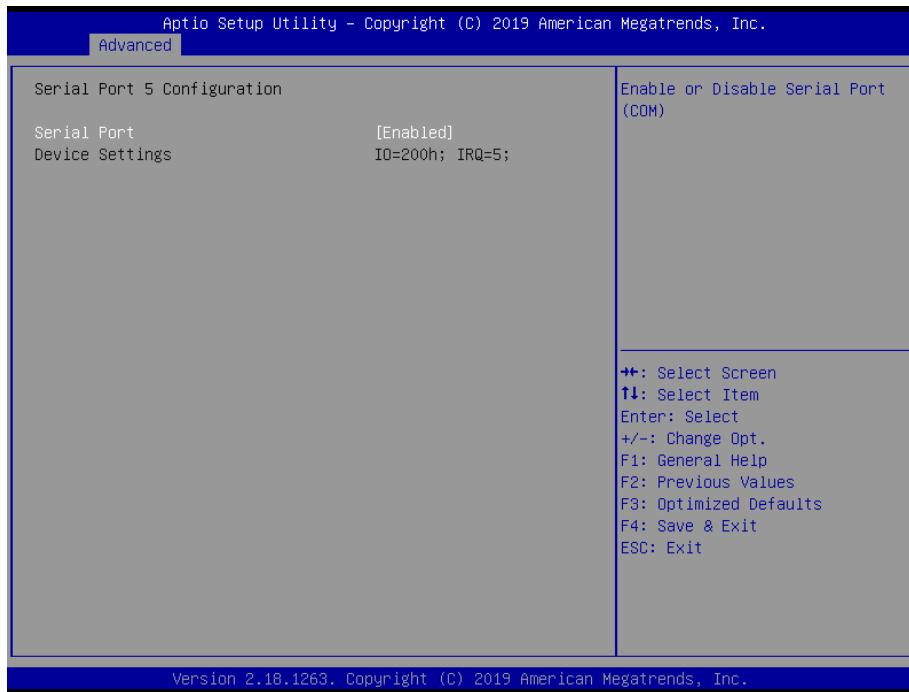 Aptio Setup Utility – Copyright (C) 2019 American Megatrends, Inc.
Advanced
Serial Port 5 Configuration
Serial Port [Enabled]
Device Settings IO=200h; IRQ=5;
Enable or Disable Serial Port
(COM)
→←: Select Screen
↑↓: Select Item
Enter: Select
+/-: Change Opt.
F1: General Help
F2: Previous Values
F3: Optimized Defaults
F4: Save & Exit
ESC: Exit
Version 2.18.1263. Copyright (C) 2019 American Megatrends, Inc.